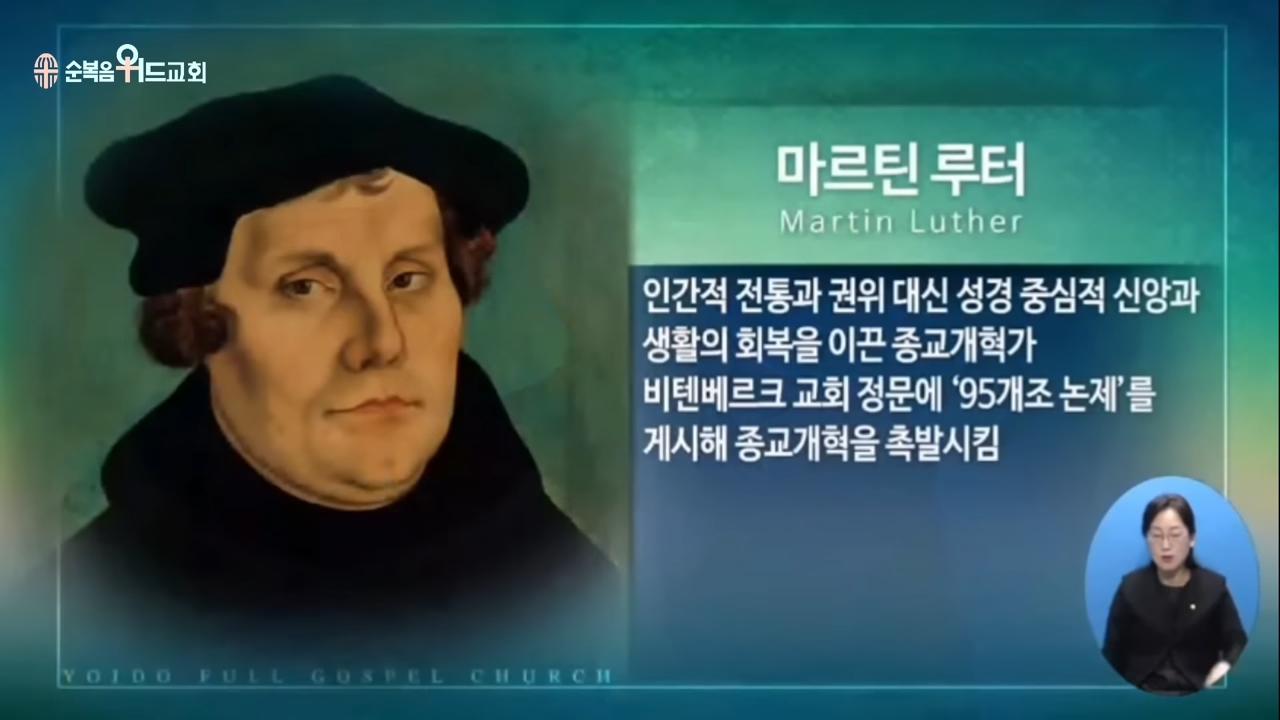 순복음워드교회
마르틴 루터
Martin Luther
인간적 전통과 권위 대신 성경 중심적 신앙과
생활의 회복을 이끈 종교개혁가
비텐베르크 교회 정문에 ‘95개조 논제’를
게시해 종교개혁을 촉발시킴
YOIDO FULL GOSPEL CHURCH